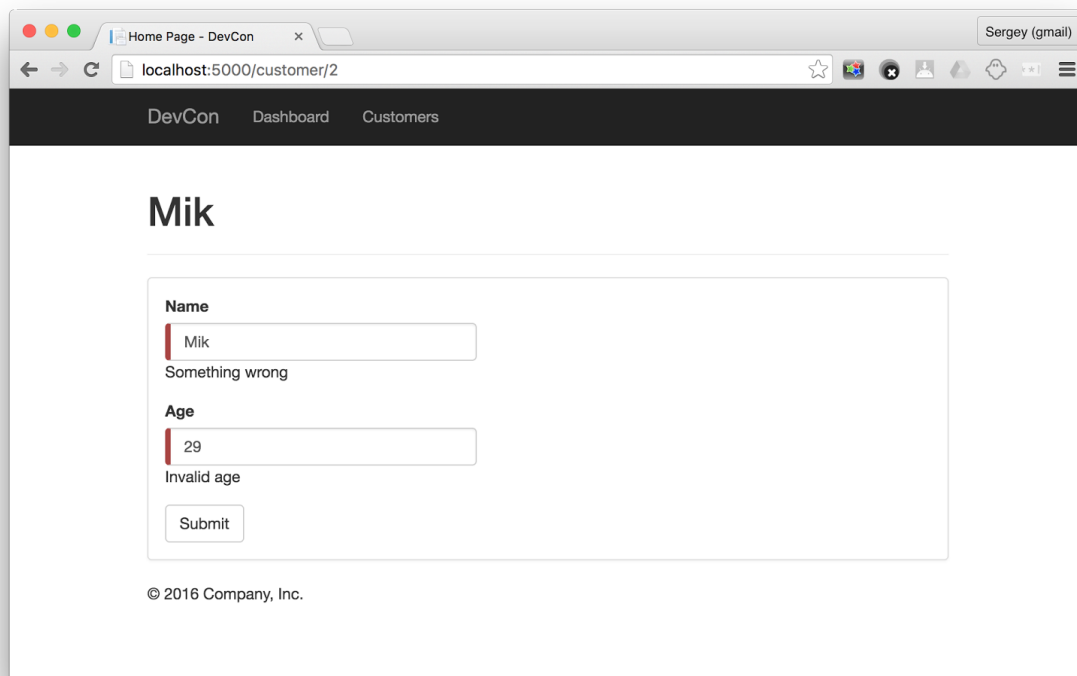 Home Page - DevCon
Sergey (gmail)
localhost:5000/customer/2
DevCon Dashboard Customers
Mik
Name
Mik
Something wrong
Age
29
Invalid age
Submit
© 2016 Company, Inc.